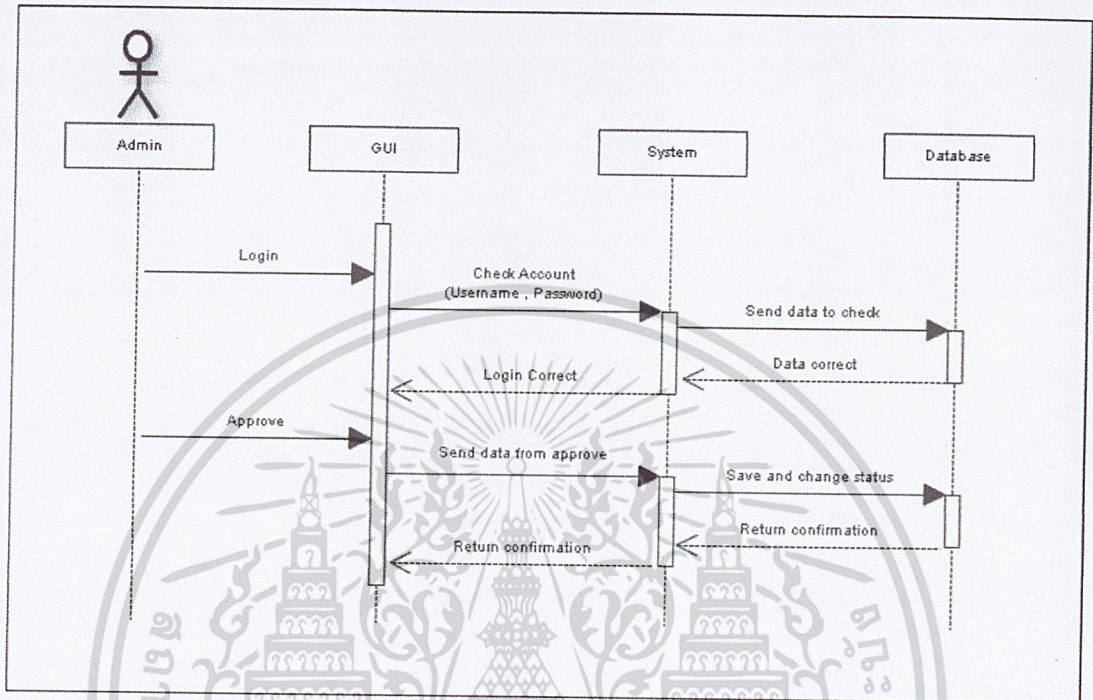 Admin
GUI
System
Database
Login
Check Account
(Username , Password)
Send data to check
Data correct
Login Correct
Approve
Send data from approve
Save and change status
Return confirmation
Return confirmation